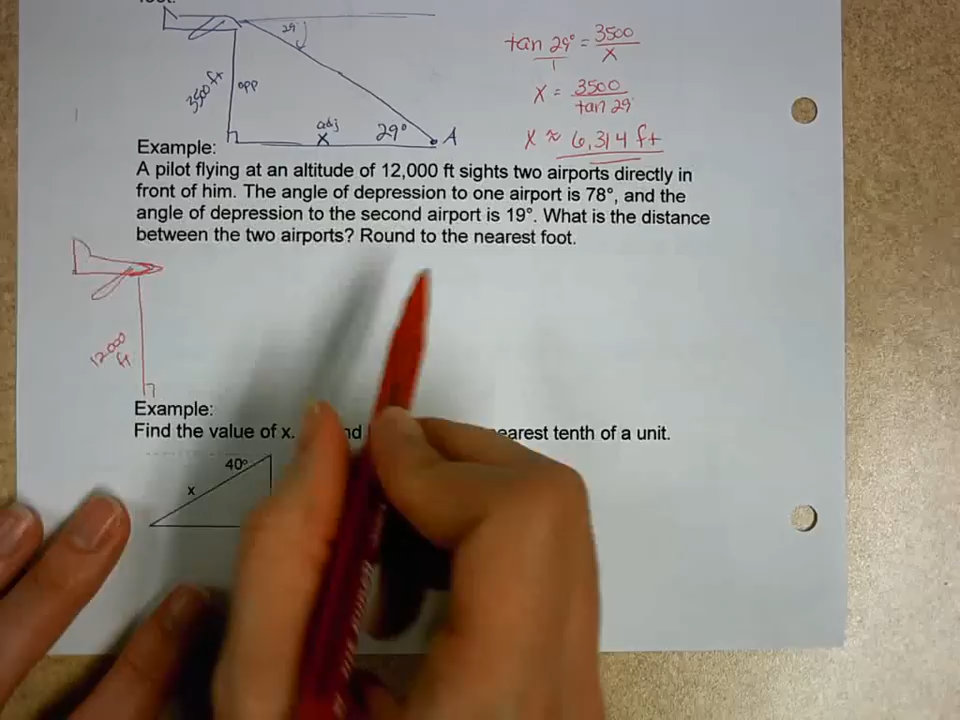 29°
tan 29° = 3500
1 x
3500 ft
opp
x = 3500
tan 29°
adj
x
29°
A
x ≈ 6,314 ft
Example:
A pilot flying at an altitude of 12,000 ft sights two airports directly in
front of him. The angle of depression to one airport is 78°, and the
angle of depression to the second airport is 19°. What is the distance
between the two airports? Round to the nearest foot.
12,000
ft
Example:
Find the value of x.
nearest tenth of a unit.
40°
x